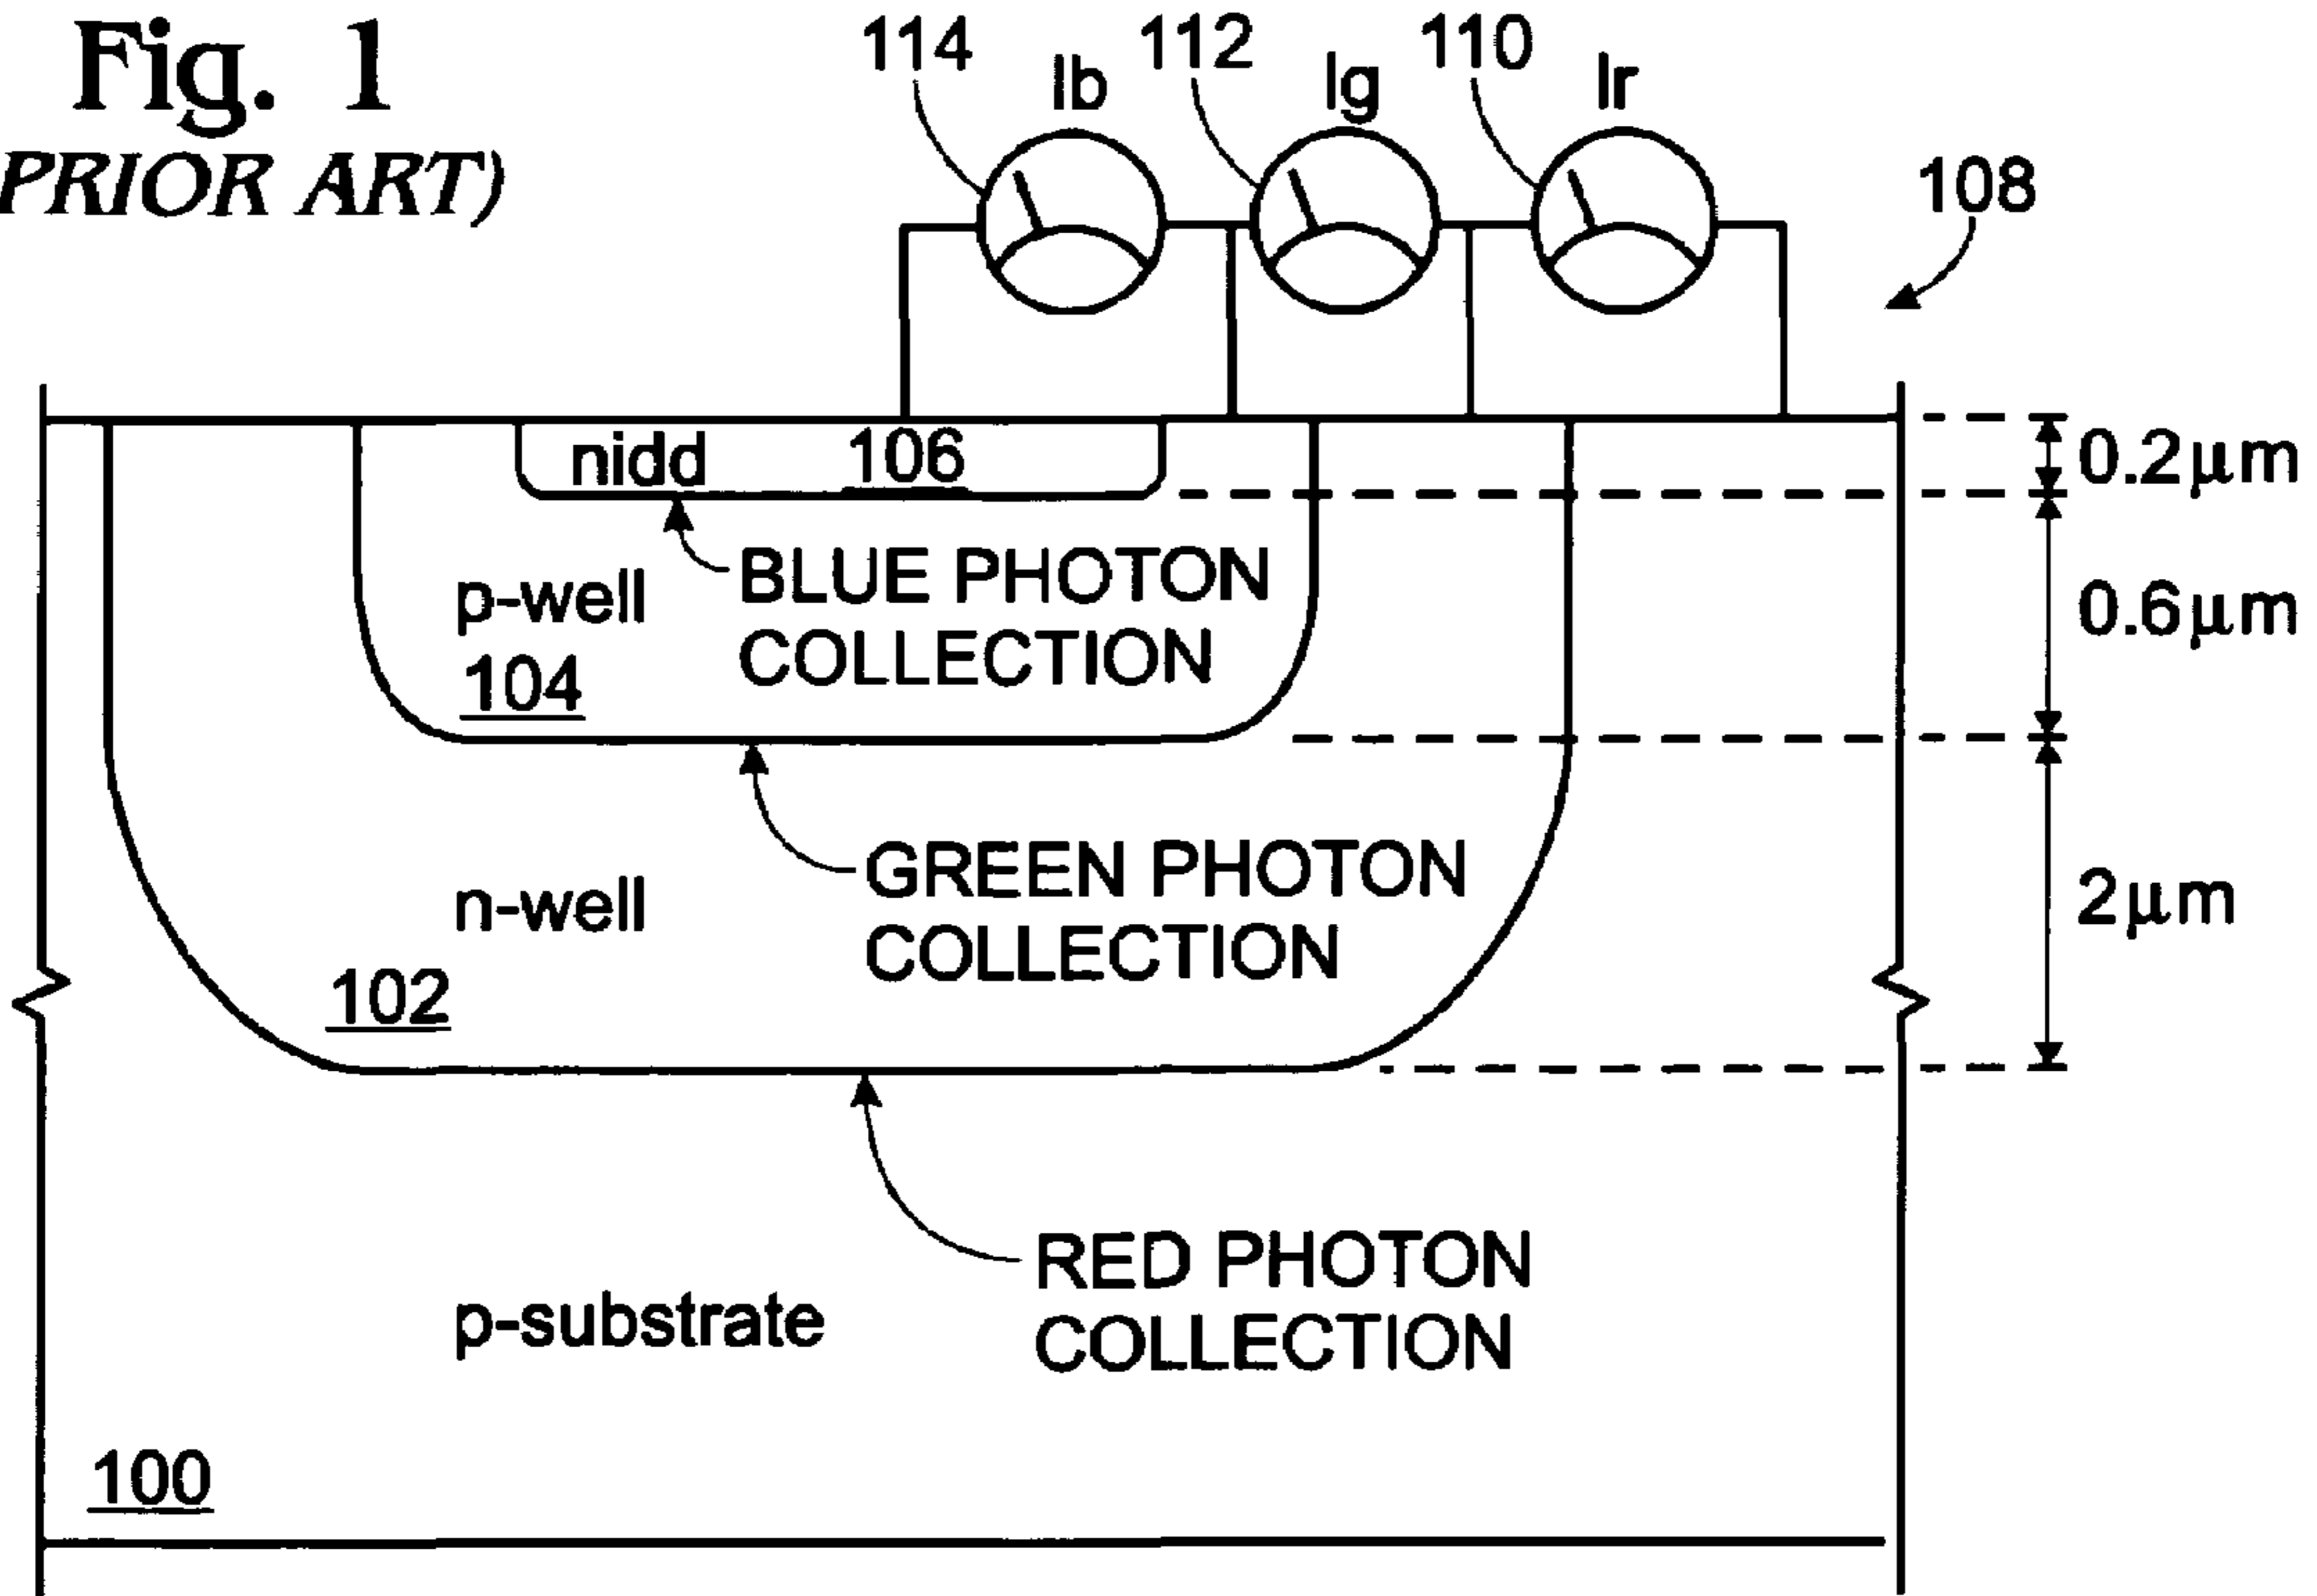 Fig. 1
PRIOR ART)
114
112
110
Ib
Ig
Ir
108
nidd
106
0.2µm
BLUE PHOTON
COLLECTION
p-well
104
0.6µm
GREEN PHOTON
COLLECTION
n-well
102
2µm
RED PHOTON
COLLECTION
p-substrate
100